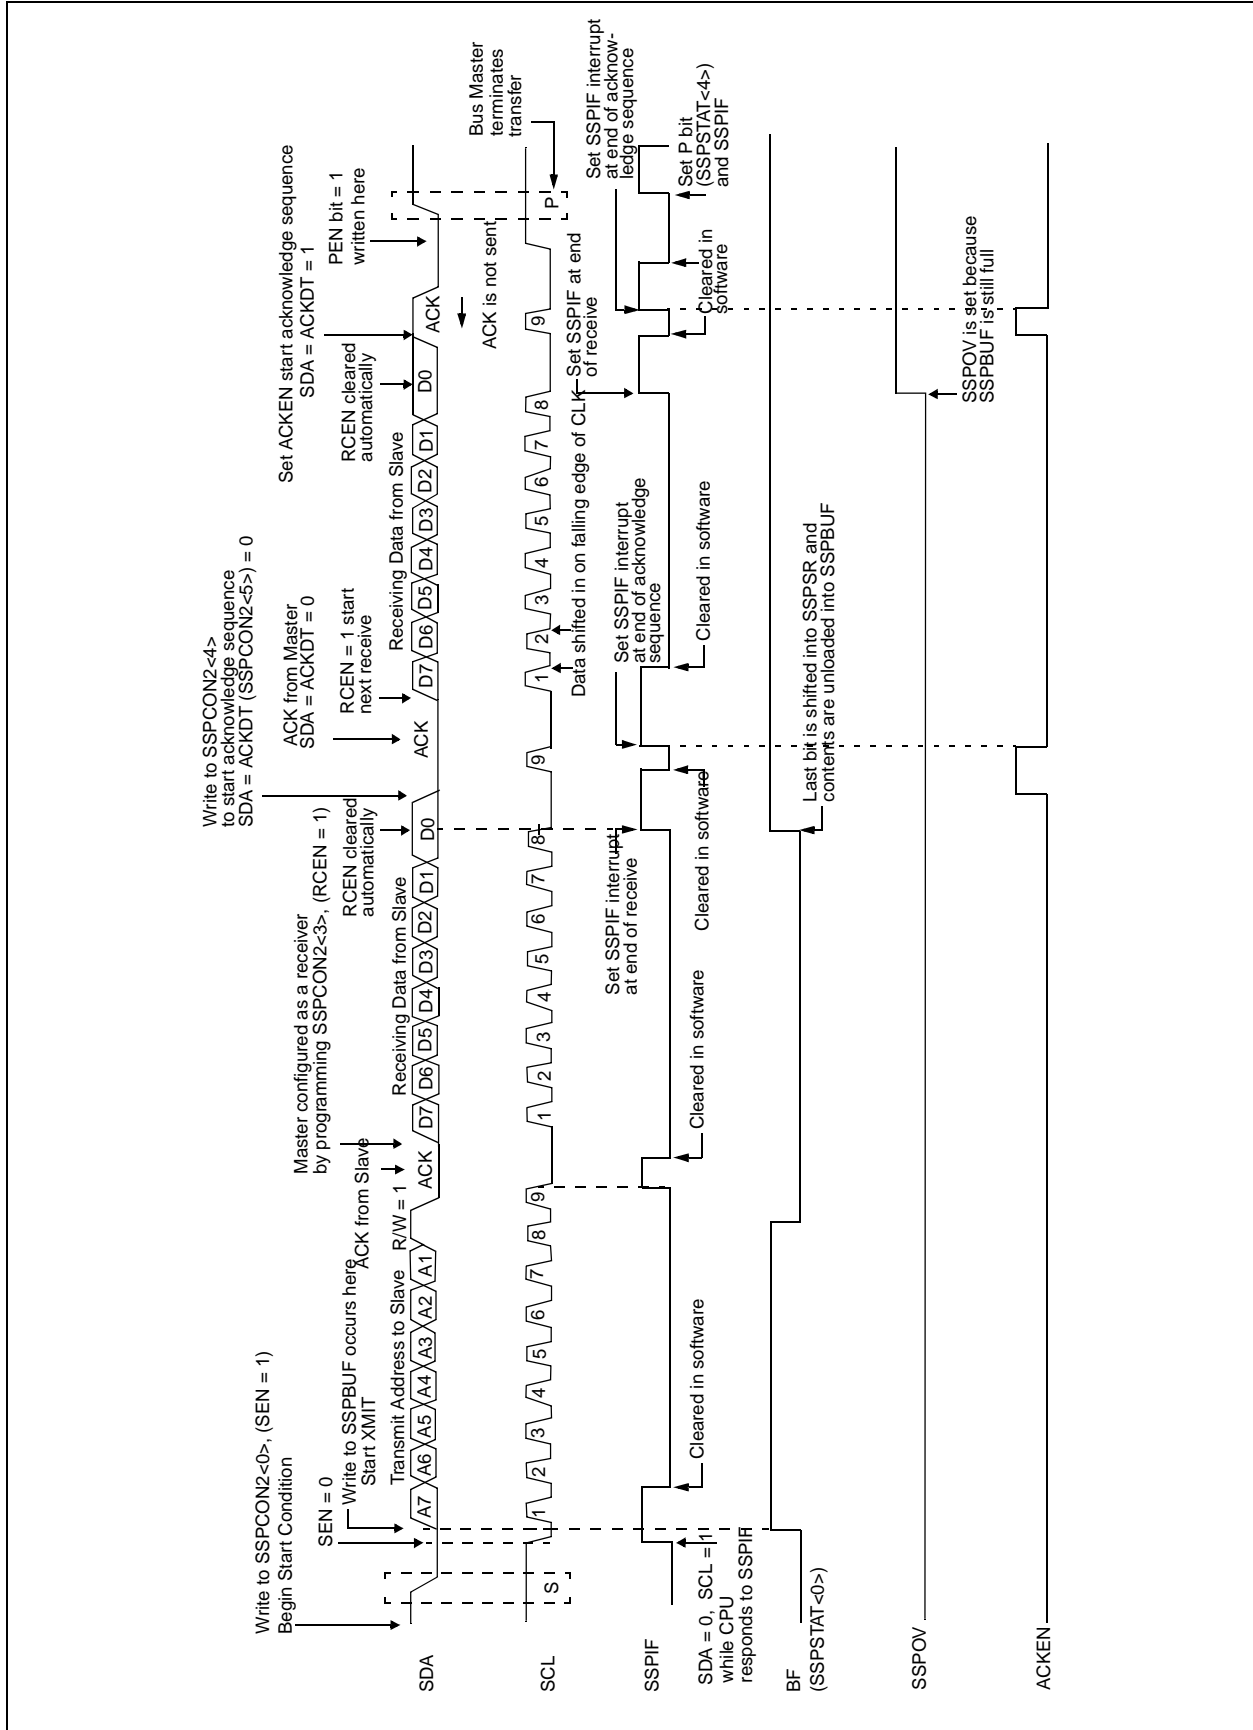 Write to SSPCON2<0>, (SEN = 1)
Begin Start Condition
SEN = 0
Write to SSPBUF occurs here
Start XMIT
ACK from Slave
Master configured as a receiver
by programming SSPCON2<3>, (RCEN = 1)
RCEN cleared
automatically
Write to SSPCON2<4>
to start acknowledge sequence
SDA = ACKDT (SSPCON2<5>) = 0
ACK from Master
SDA = ACKDT = 0
RCEN = 1 start
next receive
RCEN cleared
automatically
Set ACKEN start acknowledge sequence
SDA = ACKDT = 1
PEN bit = 1
written here
Transmit Address to Slave
R/W = 1
Receiving Data from Slave
Receiving Data from Slave
SDA
A7 A6 A5 A4 A3 A2 A1
ACK
D7 D6 D5 D4 D3 D2 D1 D0
ACK
D7 D6 D5 D4 D3 D2 D1 D0
ACK
ACK is not sent
Bus Master
terminates
transfer
SCL
S
1 2 3 4 5 6 7 8 9
1 2 3 4 5 6 7 8 9
1 2 3 4 5 6 7 8 9
P
Data shifted in on falling edge of CLK
Set SSPIF at end
of receive
Set SSPIF interrupt
at end of receive
Set SSPIF interrupt
at end of acknowledge
sequence
Set SSPIF interrupt
at end of acknow-
ledge sequence
SSPIF
Cleared in software
Cleared in software
Cleared in software
Cleared in software
Cleared in
software
Set P bit
(SSPSTAT<4>)
and SSPIF
SDA = 0, SCL = 1
while CPU
responds to SSPIF
BF
(SSPSTAT<0>)
Last bit is shifted into SSPSR and
contents are unloaded into SSPBUF
SSPOV
SSPOV is set because
SSPBUF is still full
ACKEN